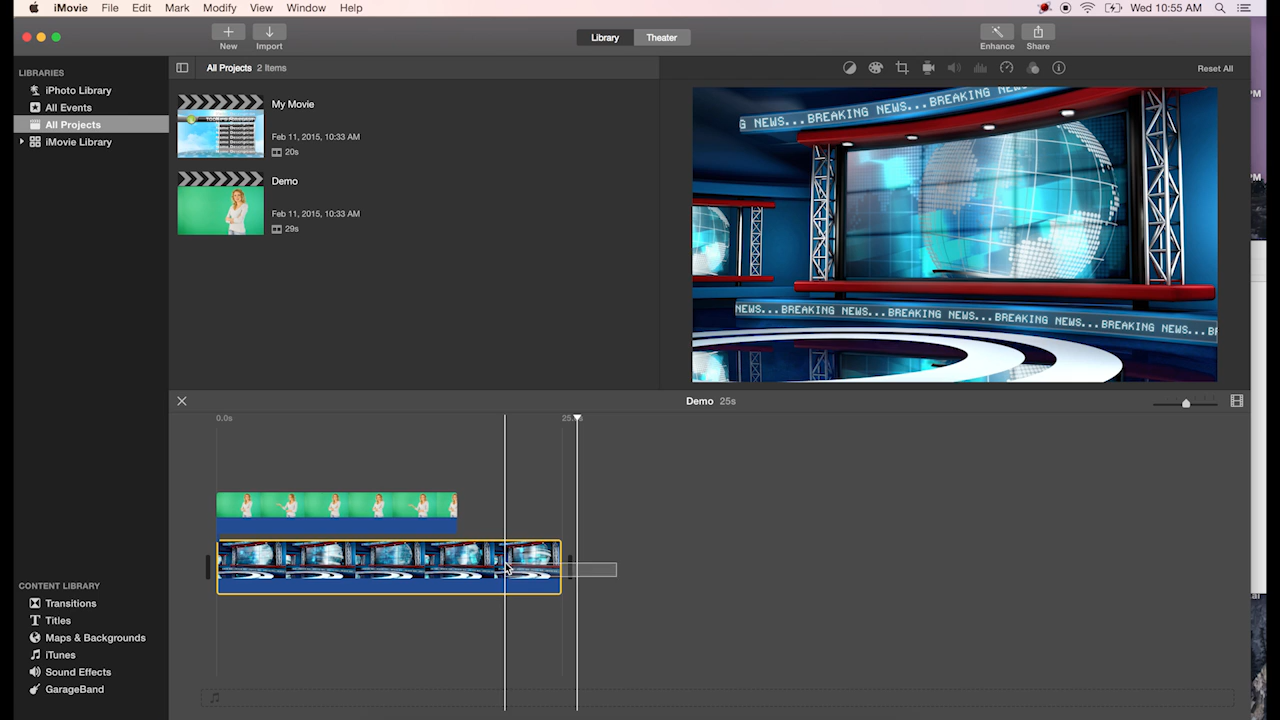 iMovie File Edit Mark Modify View Window Help
Wed 10:55 AM
New
Import
Library
Theater
Enhance
Share
LIBRARIES
iPhoto Library
All Events
All Projects
iMovie Library
All Projects 2 Items
Reset All
My Movie
Feb 11, 2015, 10:33 AM
20s
Demo
Feb 11, 2015, 10:33 AM
29s
G NEWS...BREAKING NEWS...BREAKING NEWS...
NEWS...BREAKING NEWS...BREAKING NEWS...BREAKING NEWS...B
Demo 25s
0.0s
CONTENT LIBRARY
Transitions
Titles
Maps & Backgrounds
iTunes
Sound Effects
GarageBand